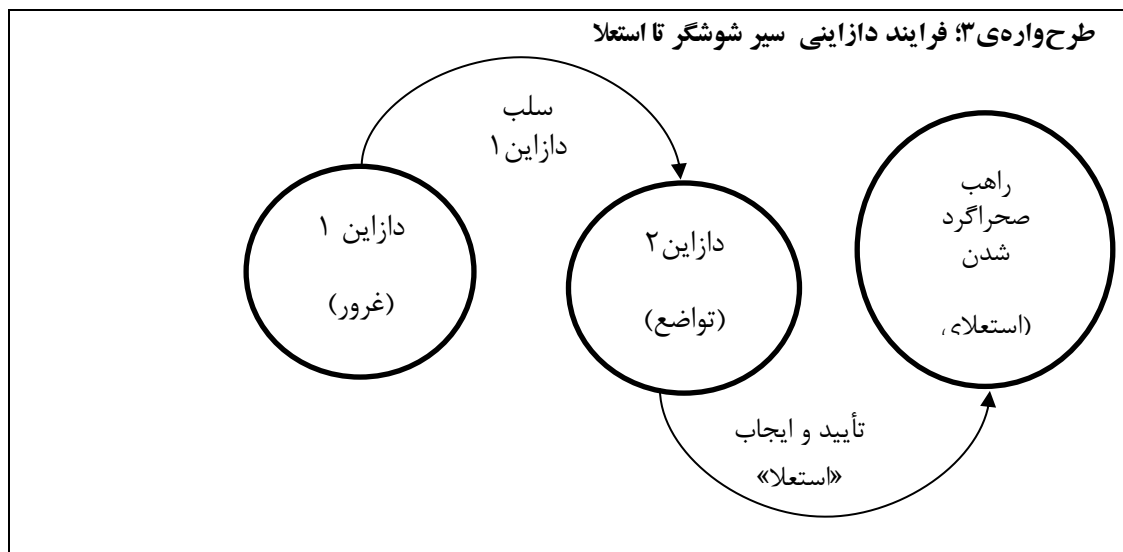 طرح‌واره‌ی۳؛ فرایند دازاینی سیر شوشگر تا استعلا
سلب
دازاین۱
دازاین ۱
(غرور)
دازاین۲
(تواضع)
راهب
صحراگرد
شدن
(استعلای
تأیید و ایجاب
«استعلا»